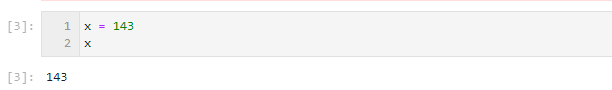 [3]: 1 x = 143
2 x
[3]: 143